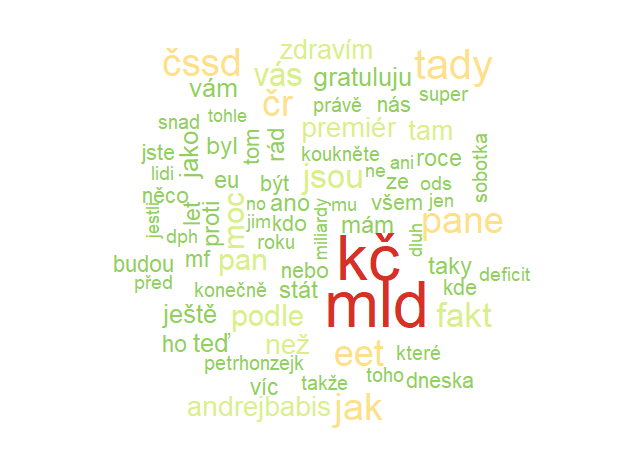 zdravím
čssd
tady
vás
gratuluju
vám
čr
super
právě
nás
snad
tohle
premiér
tam
jste
jakož
byl
tom
rád
koukněte
sobotka
lidi
ne
ani
roce
něco
eu
být
jsou
ze
ods
jestli
let
proti
moc
no
ano
mu
všem
jen
dph
jim
kdo
miliardy
mám
pane
roku
dluh
budou
mf
pan
nebo
kč
taky
deficit
před
konečně
stát
mld
kde
ještě
podle
fakt
ho
teď
než
eet
které
petrhonzejk
víc
takže
toho
dneska
andrejbabis
jak